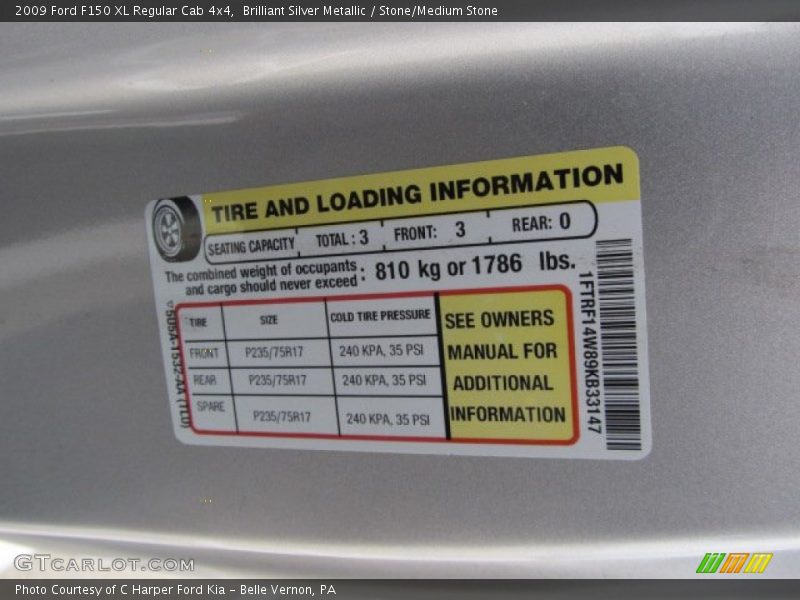 2009 Ford F150 XL Regular Cab 4x4,  Brilliant Silver Metallic / Stone/Medium Stone
TIRE AND LOADING INFORMATION
SEATING CAPACITY TOTAL : 3 FRONT: 3 REAR: 0
The combined weight of occupants
and cargo should never exceed : 810 kg or 1786 lbs.
TIRE SIZE COLD TIRE PRESSURE
FRONT P235/75R17 240 KPA, 35 PSI
REAR P235/75R17 240 KPA, 35 PSI
SPARE P235/75R17 240 KPA, 35 PSI
SEE OWNERS
MANUAL FOR
ADDITIONAL
INFORMATION
1FTRF14W89KB33147
GTCARLOT.COM
Photo Courtesy of C Harper Ford Kia - Belle Vernon, PA